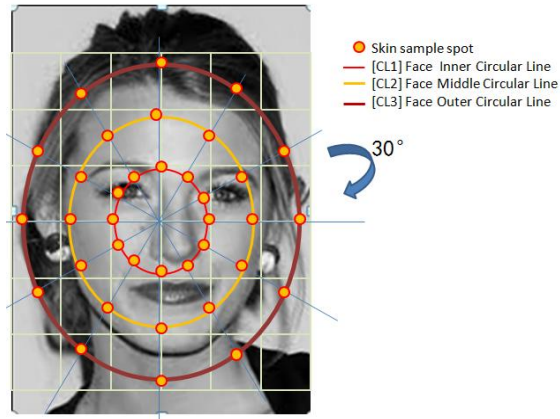 Skin sample spot
[CL1] Face Inner Circular Line
[CL2] Face Middle Circular Line
[CL3] Face Outer Circular Line
30°